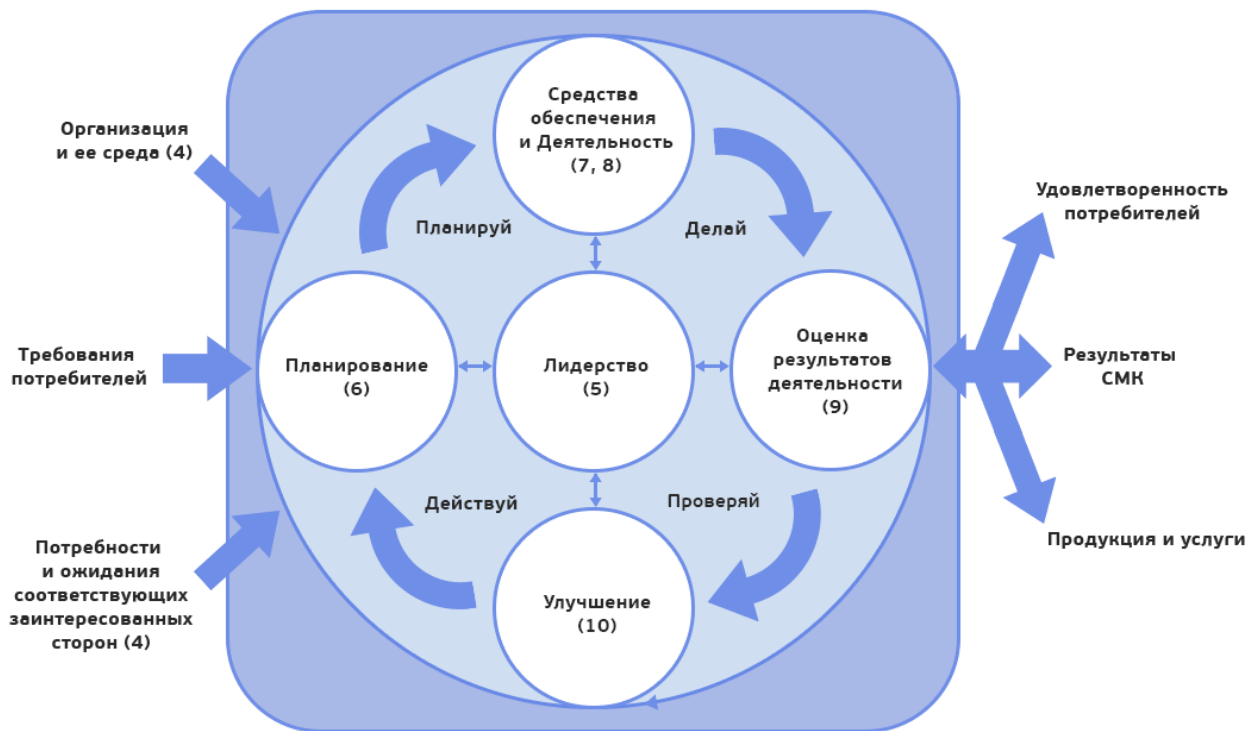 Организация
и ее среда (4)
Требования
потребителей
Потребности
и ожидания
соответствующих
заинтересованных
сторон (4)
Средства
обеспечения
и Деятельность
(7, 8)
Планируй
Делай
Планирование
(6)
Лидерство
(5)
Оценка
результатов
деятельности
(9)
Действуй
Проверяй
Улучшение
(10)
Удовлетворенность
потребителей
Результаты
СМК
Продукция и услуги